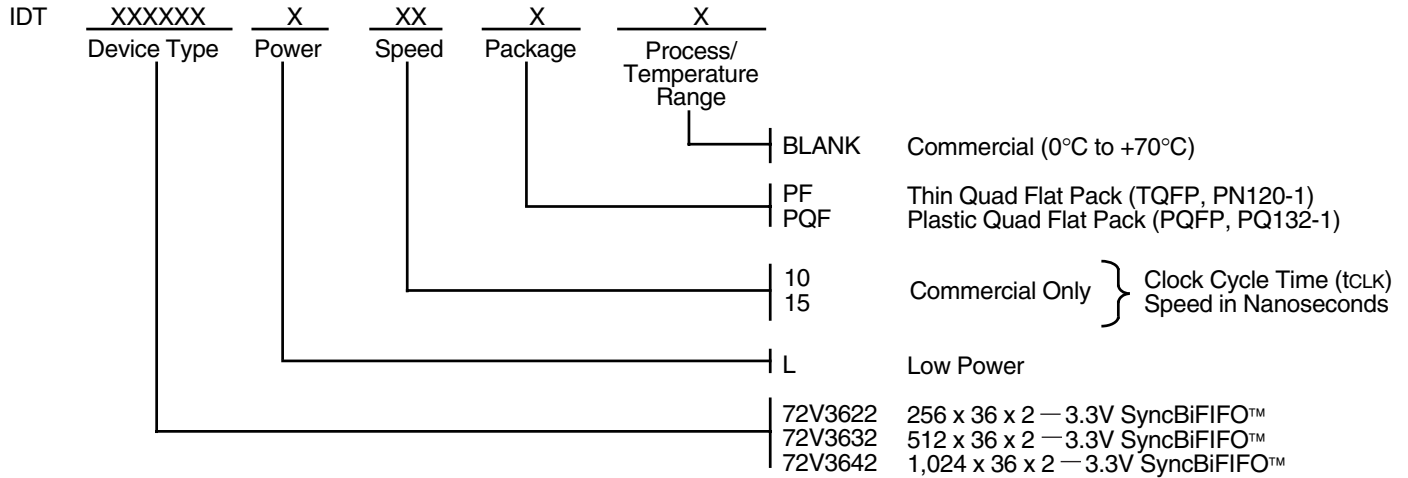 IDT XXXXXX X XX X X
Device Type Power Speed Package Process/
Temperature
Range
BLANK Commercial (0°C to +70°C)
PF Thin Quad Flat Pack (TQFP, PN120-1)
PQF Plastic Quad Flat Pack (PQFP, PQ132-1)
10
15
Commercial Only
Clock Cycle Time (tCLK)
Speed in Nanoseconds
L Low Power
72V3622 256 x 36 x 2 — 3.3V SyncBiFIFO™
72V3632 512 x 36 x 2 — 3.3V SyncBiFIFO™
72V3642 1,024 x 36 x 2 — 3.3V SyncBiFIFO™